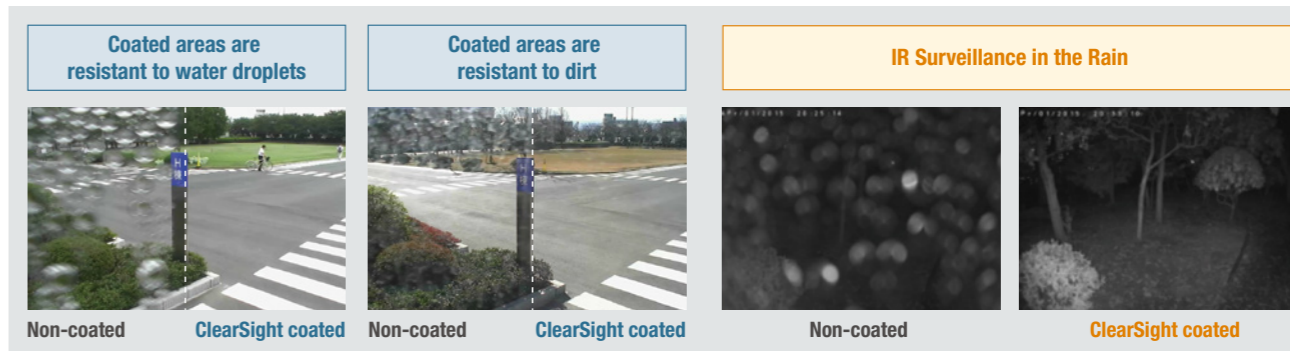 Coated areas are
resistant to water droplets
Coated areas are
resistant to dirt
IR Surveillance in the Rain
H
H
Non-coated
ClearSight coated
Non-coated
ClearSight coated
Non-coated
ClearSight coated